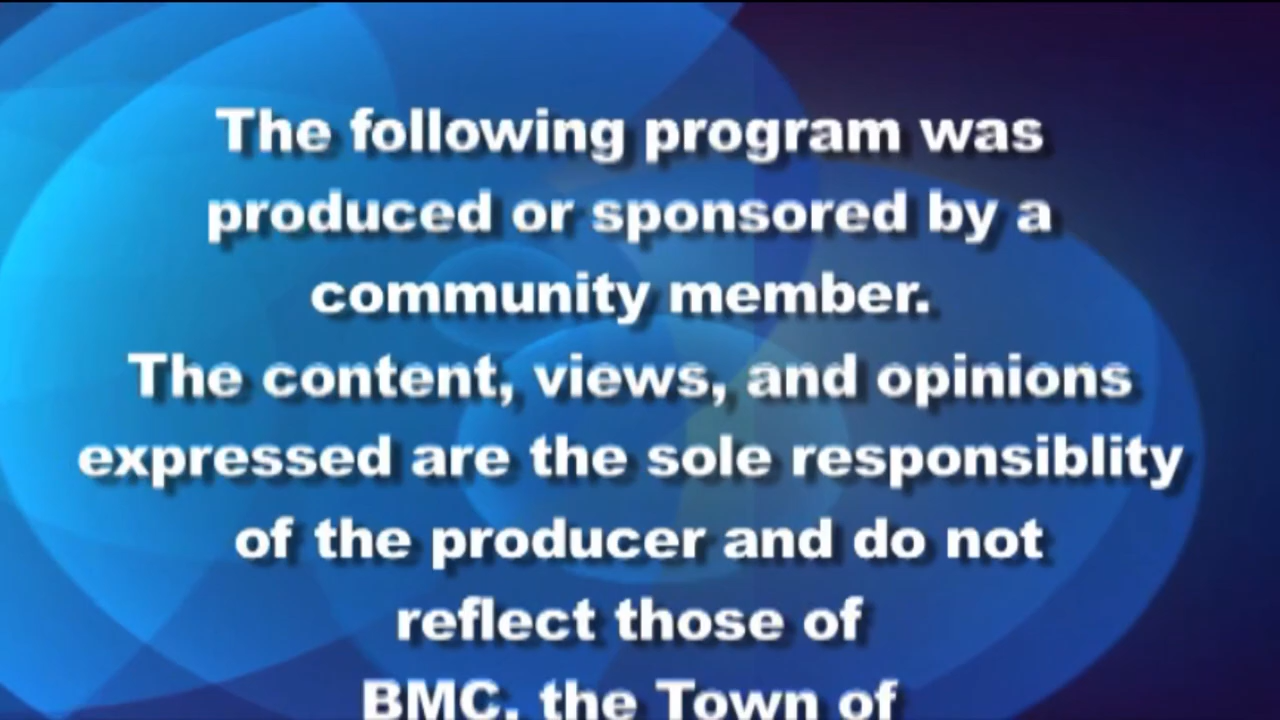 The following program was
produced or sponsored by a
community member.
The content, views, and opinions
expressed are the sole responsiblity
of the producer and do not
reflect those of
BMC, the Town of